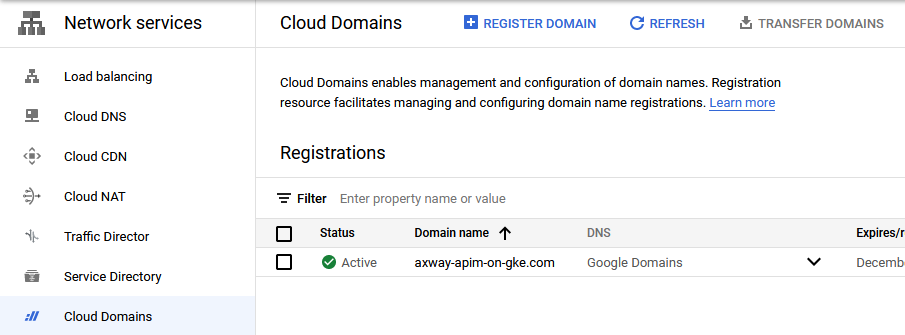 Network services
Cloud Domains
REGISTER DOMAIN
REFRESH
TRANSFER DOMAINS
Load balancing
Cloud DNS
Cloud CDN
Cloud NAT
Traffic Director
Service Directory
Cloud Domains
Cloud Domains enables management and configuration of domain names. Registration
resource facilitates managing and configuring domain name registrations. Learn more
Registrations
Filter Enter property name or value
Status Domain name DNS Expires/r
Active axway-apim-on-gke.com Google Domains Decemb